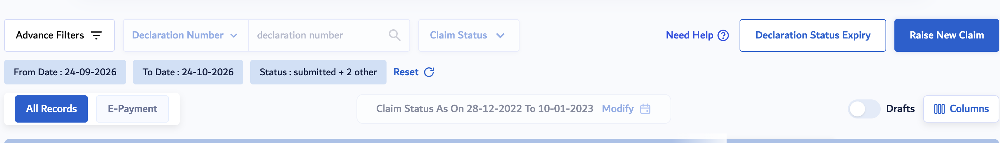 Advance Filters Declaration Number declaration number Claim Status Need Help Declaration Status Expiry Raise New Claim
From Date : 24-09-2026 To Date : 24-10-2026 Status : submitted + 2 other Reset
All Records E-Payment Claim Status As On 28-12-2022 To 10-01-2023 Modify Drafts Columns